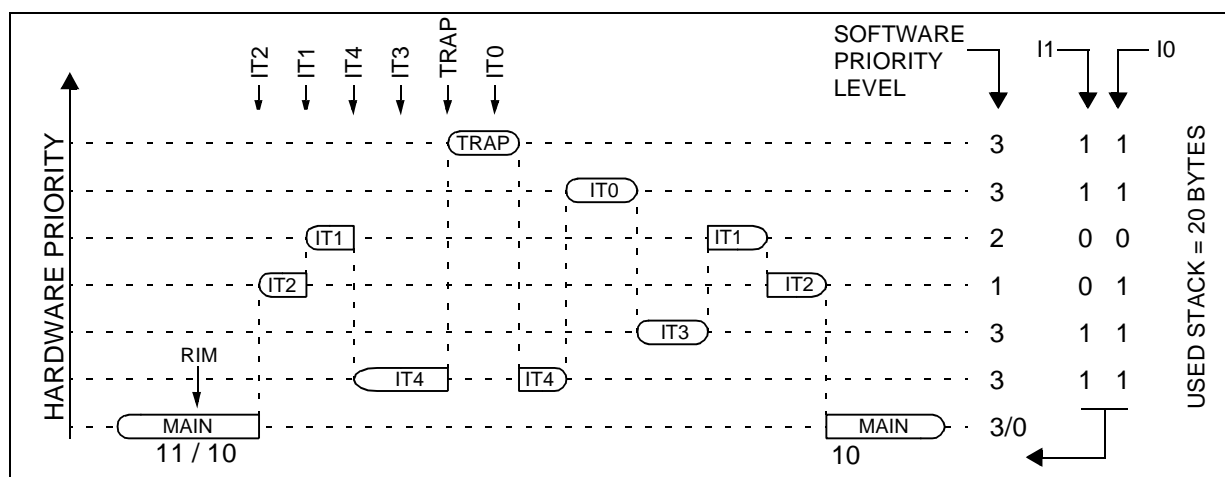 IT2
IT1
IT4
IT3
TRAP
IT0
SOFTWARE
PRIORITY
LEVEL
I1
I0
HARDWARE PRIORITY
USED STACK = 20 BYTES
TRAP
3
1 1
IT0
3
1 1
IT1
IT1
2
0 0
IT2
IT2
1
0 1
IT3
3
1 1
RIM
IT4
IT4
3
1 1
MAIN
MAIN
3/0
11 / 10
10